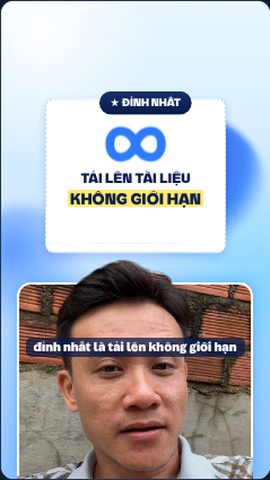 ★ ĐỈNH NHẤT
TẢI LÊN TÀI LIỆU
KHÔNG GIỚI HẠN
đỉnh nhất là tải lên không giới hạn